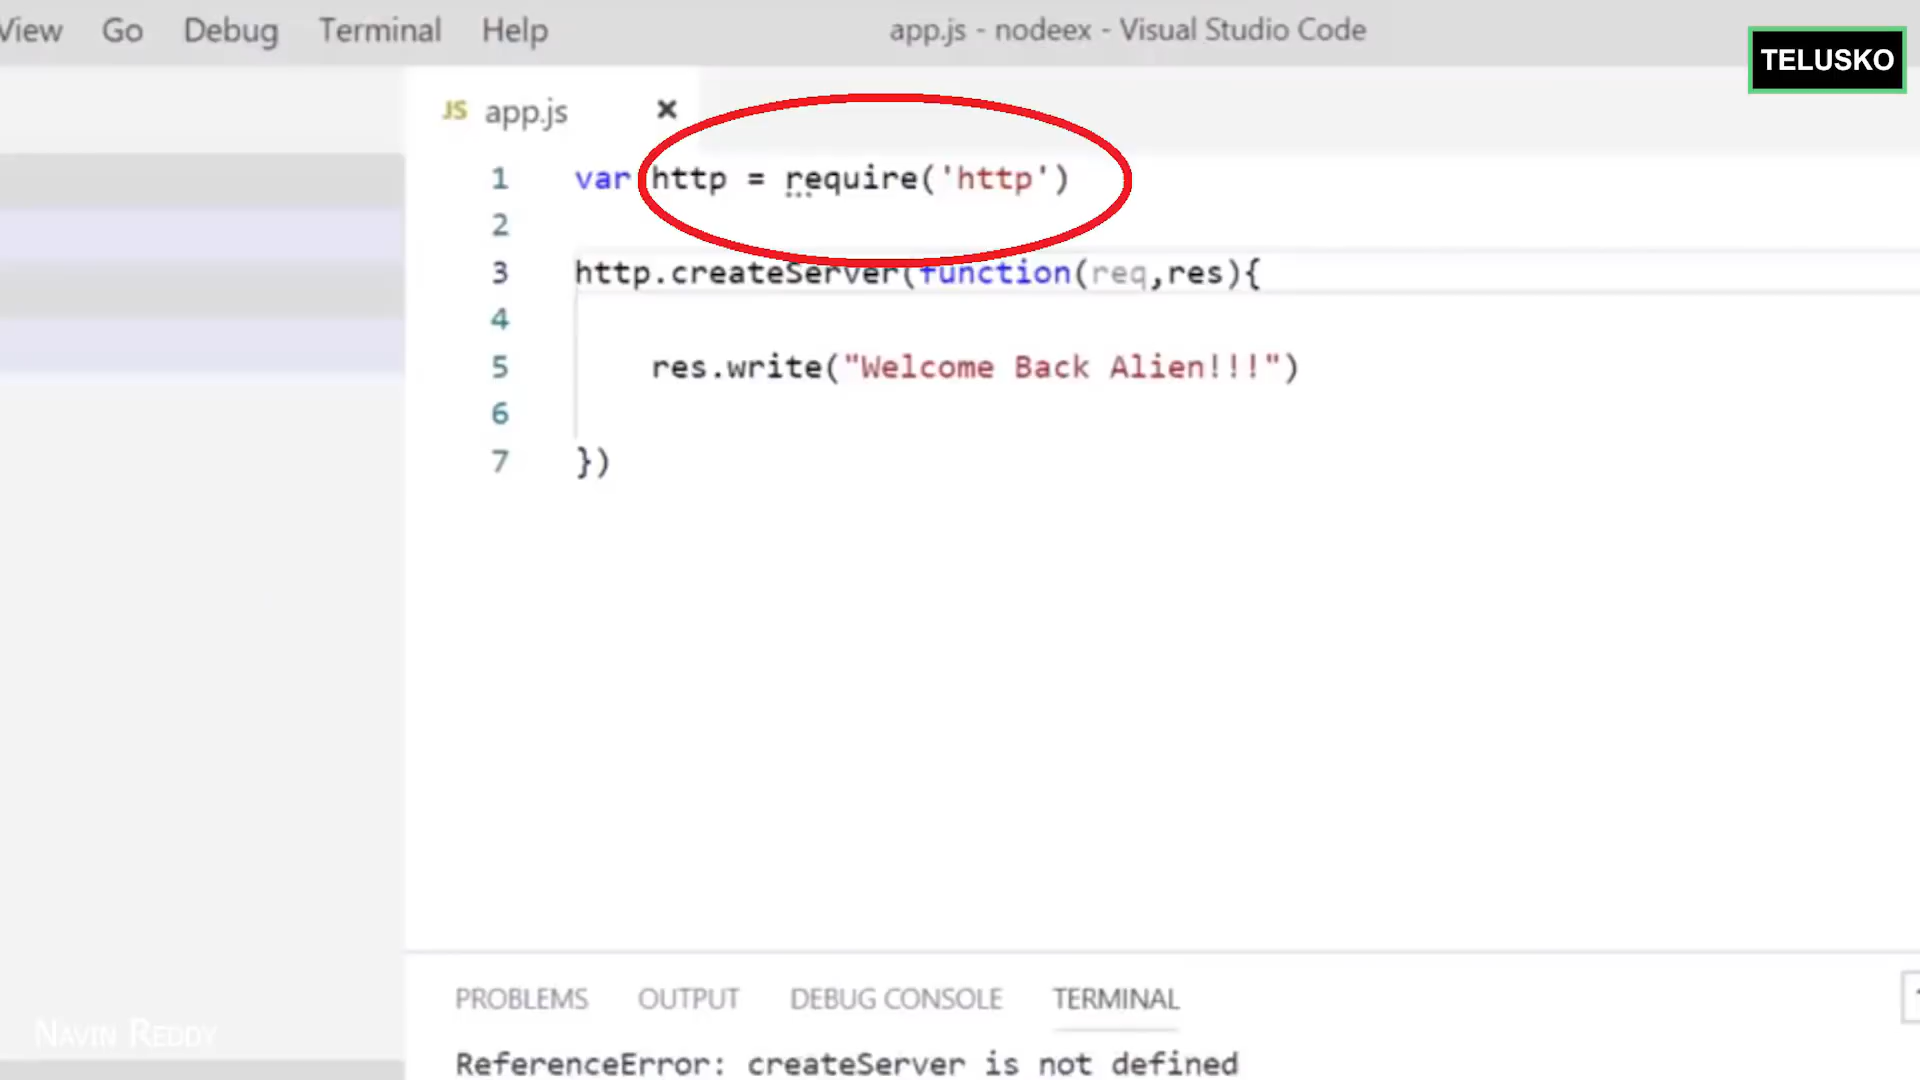 View Go Debug Terminal Help
app.js - nodeex - Visual Studio Code
TELUSKO
JS app.js ×
1 var http = require('http')
2
3 http.createServer(function(req,res){
4
5 res.write("Welcome Back Alien!!!")
6
7 })
PROBLEMS OUTPUT DEBUG CONSOLE TERMINAL
NAVIN REDDY
ReferenceError: createServer is not defined